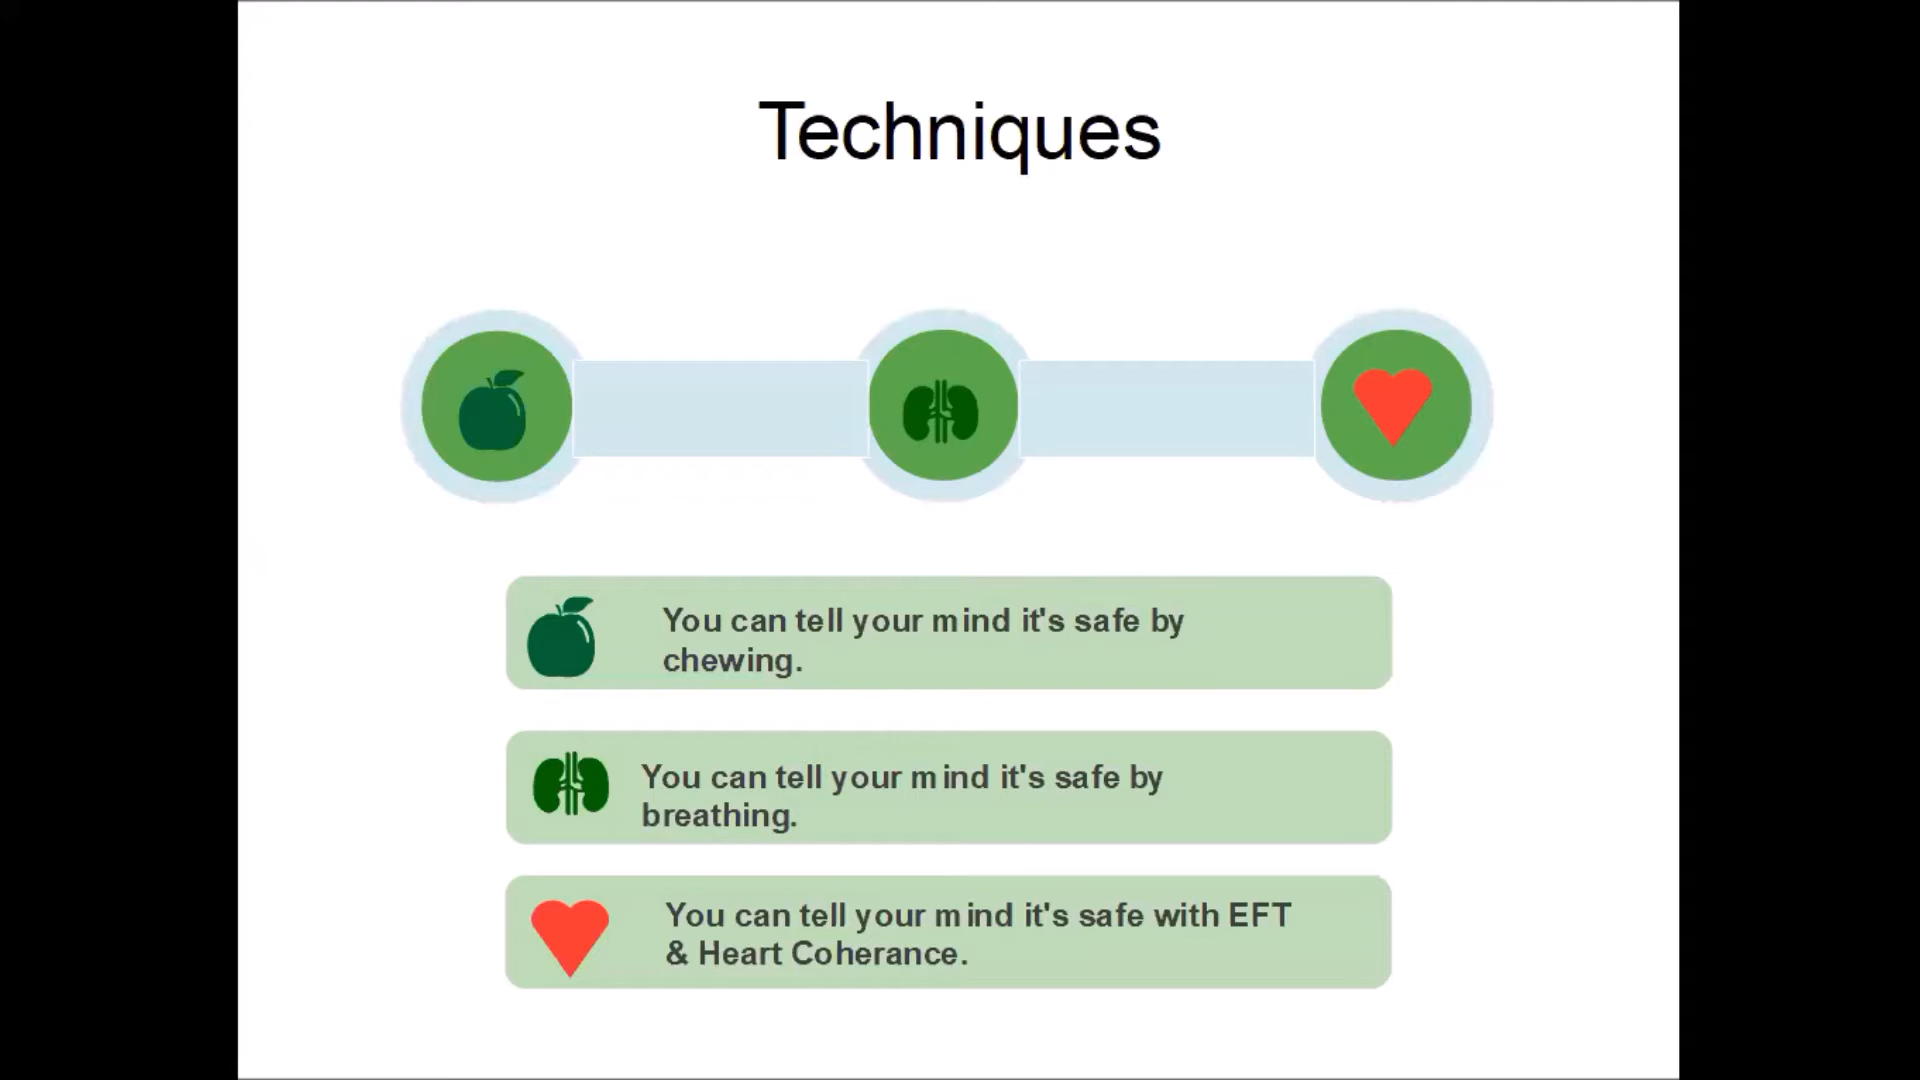 Techniques
You can tell your mind it's safe by
chewing.
You can tell your mind it's safe by
breathing.
You can tell your mind it's safe with EFT
& Heart Coherance.